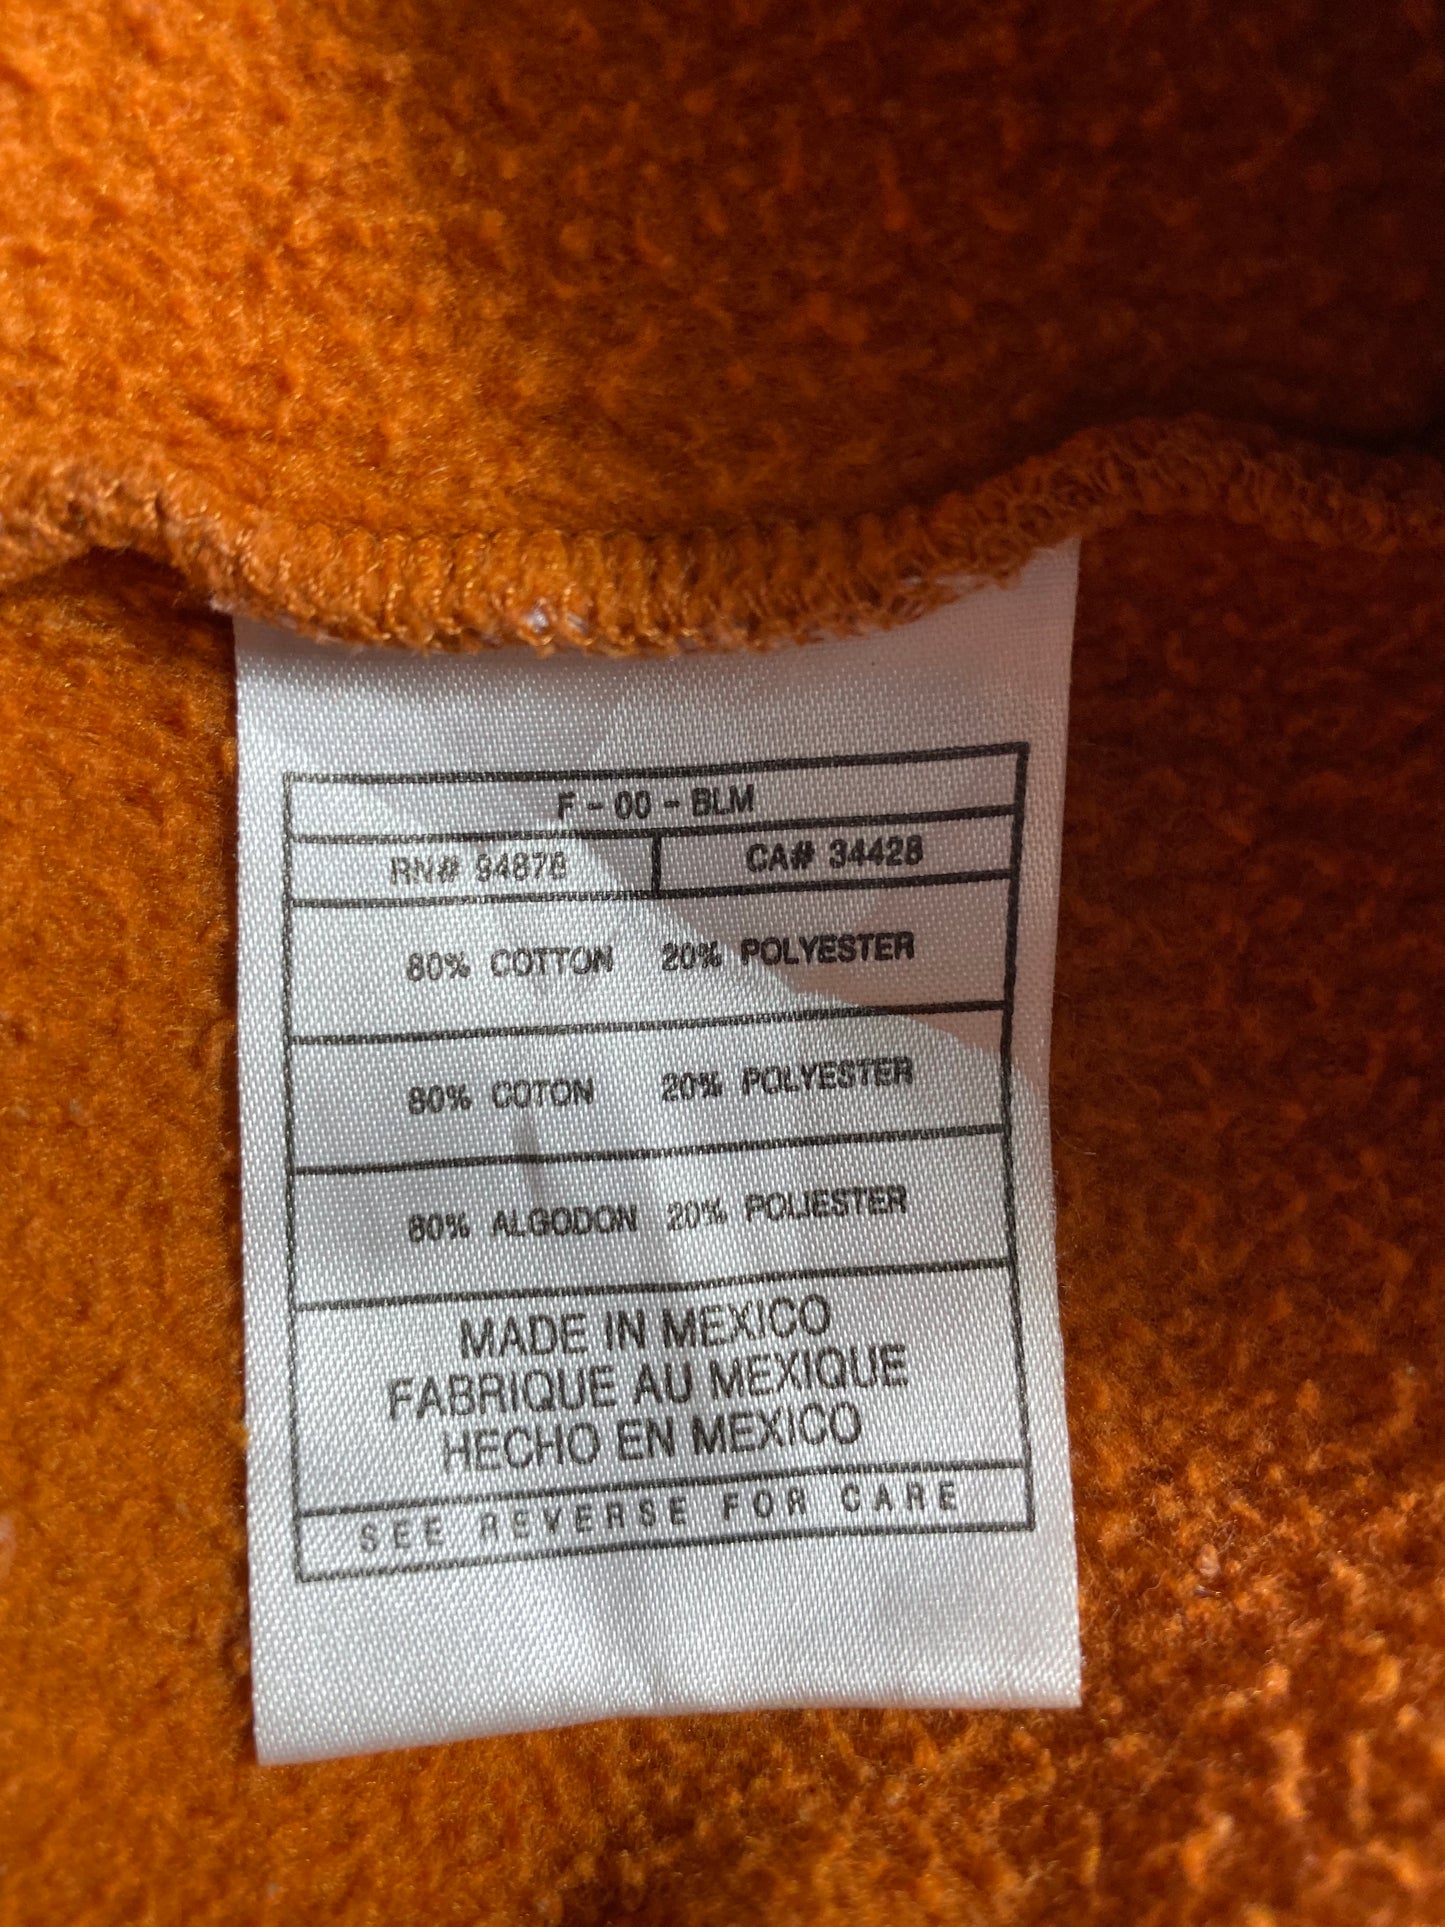 F - 00 - BLM
RN# 94878 CA# 34428
80% COTTON 20% POLYESTER
80% COTON 20% POLYESTER
80% ALGODON 20% POLIESTER
MADE IN MEXICO
FABRIQUE AU MEXIQUE
HECHO EN MEXICO
SEE REVERSE FOR CARE